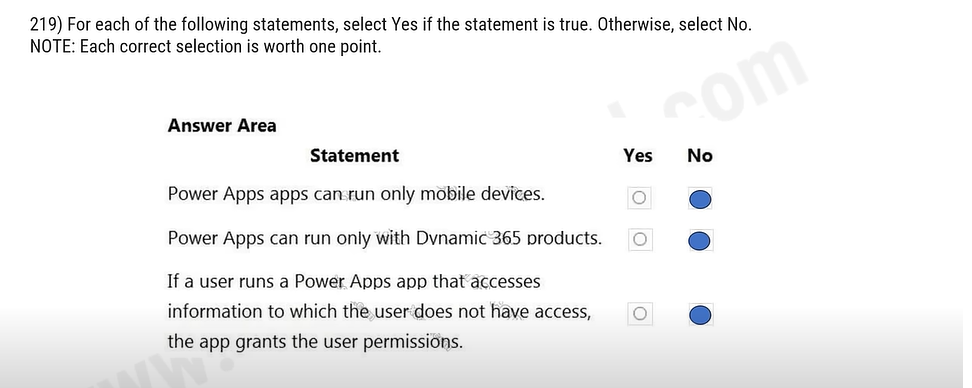 219) For each of the following statements, select Yes if the statement is true. Otherwise, select No.
NOTE: Each correct selection is worth one point.
.com
Answer Area
Statement Yes No
Power Apps apps can run only mobile devices.
Power Apps can run only with Dynamic 365 products.
If a user runs a Power Apps app that accesses
information to which the user does not have access,
the app grants the user permissions.
www.